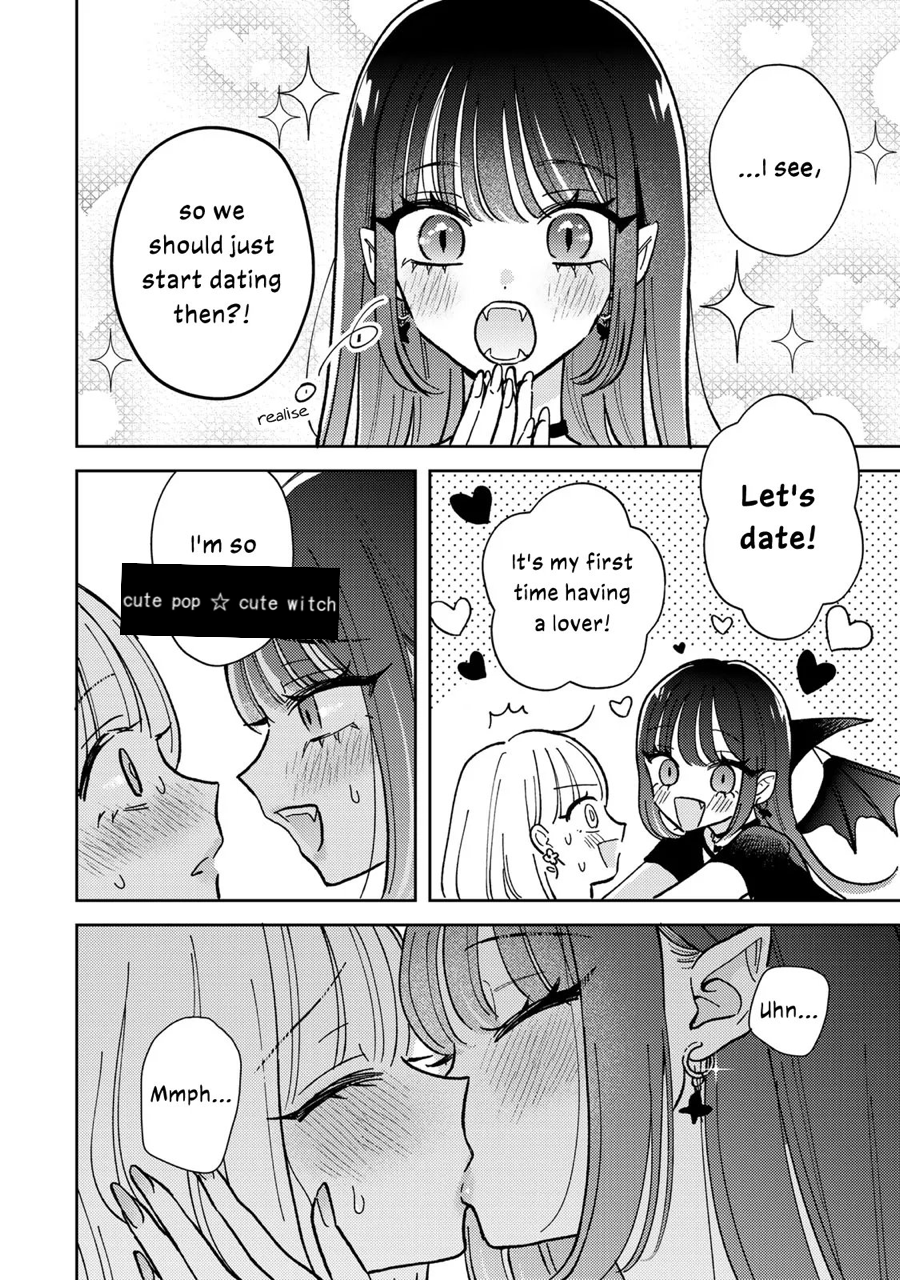 ...I see,
so we
should just
start dating
then?!
realise
Let's
date!
It's my first
time having
a lover!
I'm so
cute pop ☆ cute witch
Uhn...
Mmph...